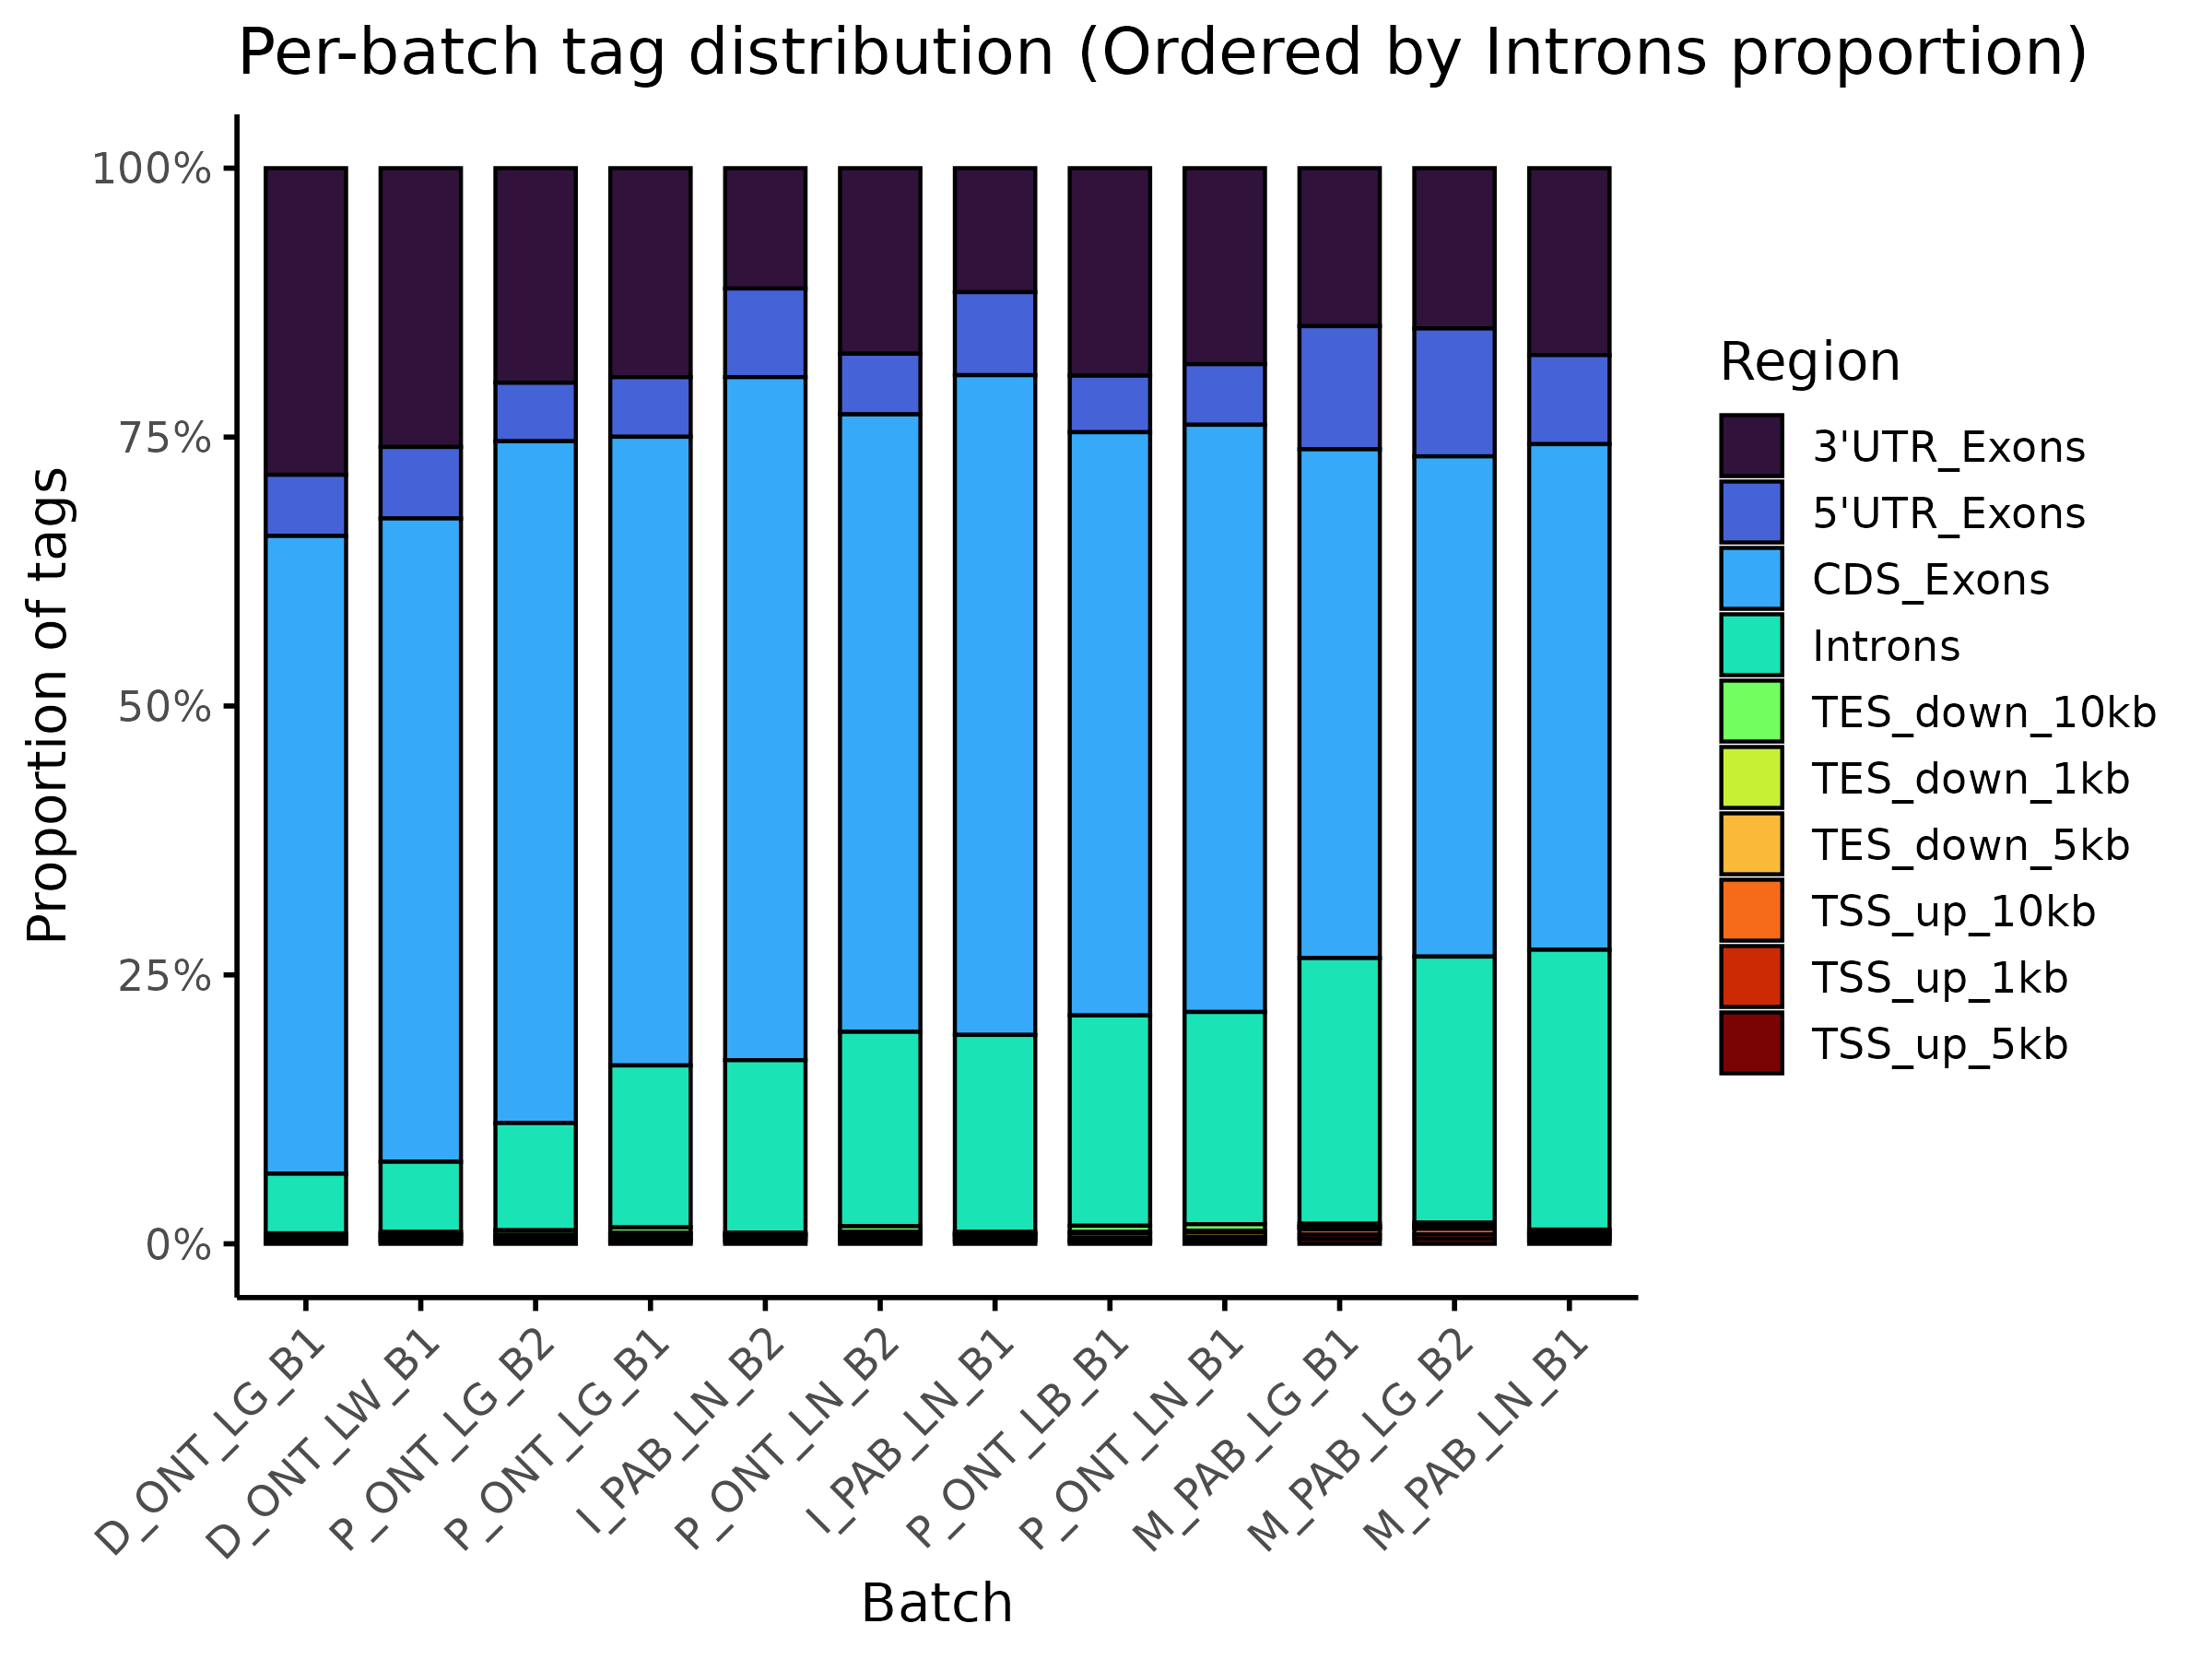 Per-batch tag distribution (Ordered by Introns proportion)
Proportion of tags
100%
75%
50%
25%
0%
D_ONT_LG_B1
D_ONT_LW_B1
P_ONT_LG_B2
P_ONT_LG_B1
I_PAB_LN_B2
P_ONT_LN_B2
I_PAB_LN_B1
P_ONT_LB_B1
P_ONT_LN_B1
M_PAB_LG_B1
M_PAB_LG_B2
M_PAB_LN_B1
Batch
Region
3'UTR_Exons
5'UTR_Exons
CDS_Exons
Introns
TES_down_10kb
TES_down_1kb
TES_down_5kb
TSS_up_10kb
TSS_up_1kb
TSS_up_5kb